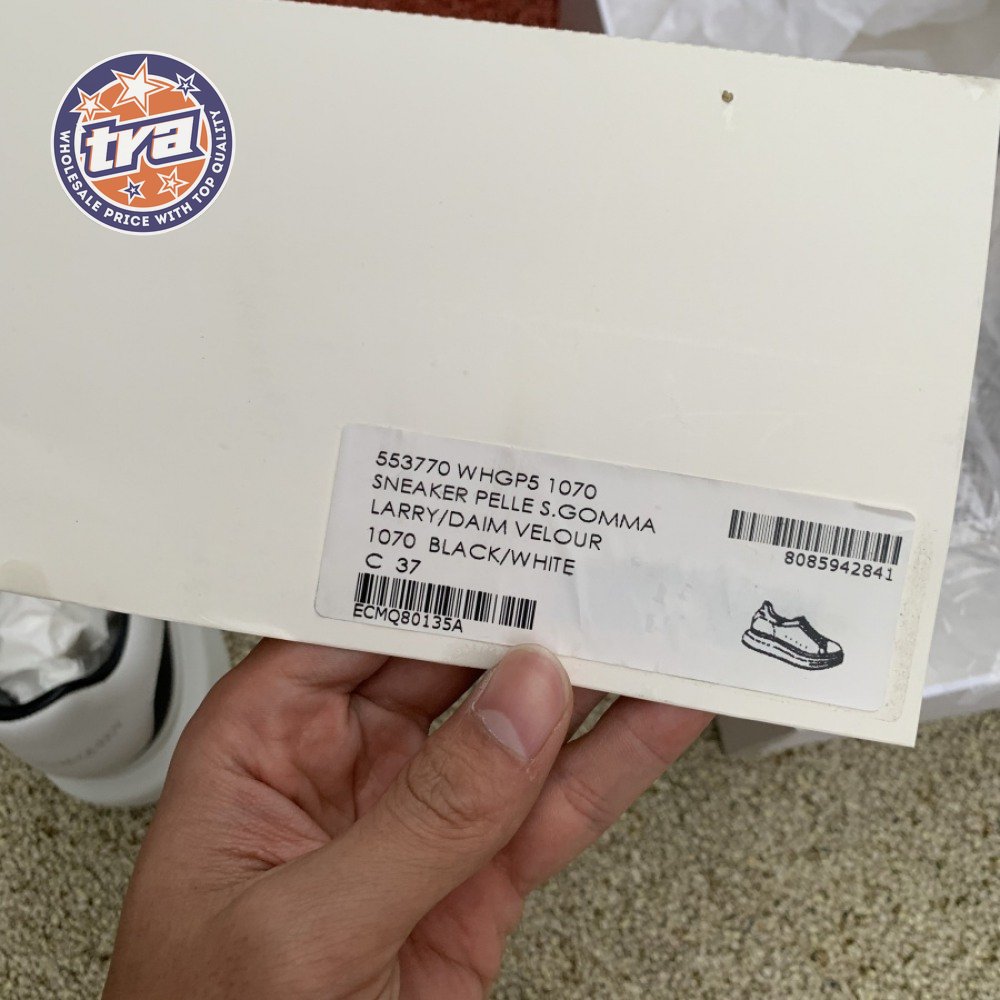 tra
WHOLESALE PRICE WITH TOP QUALITY
553770 WHGP5 1070
SNEAKER PELLE S.GOMMA
LARRY/DAIM VELOUR
1070 BLACK/WHITE
C 37
ECMQ80135A
8085942841